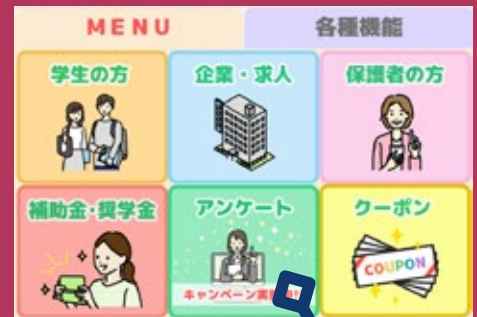 MENU
各種機能
学生の方
企業・求人
保護者の方
補助金・奨学金
アンケート
クーポン
キャンペーン実
COUPON